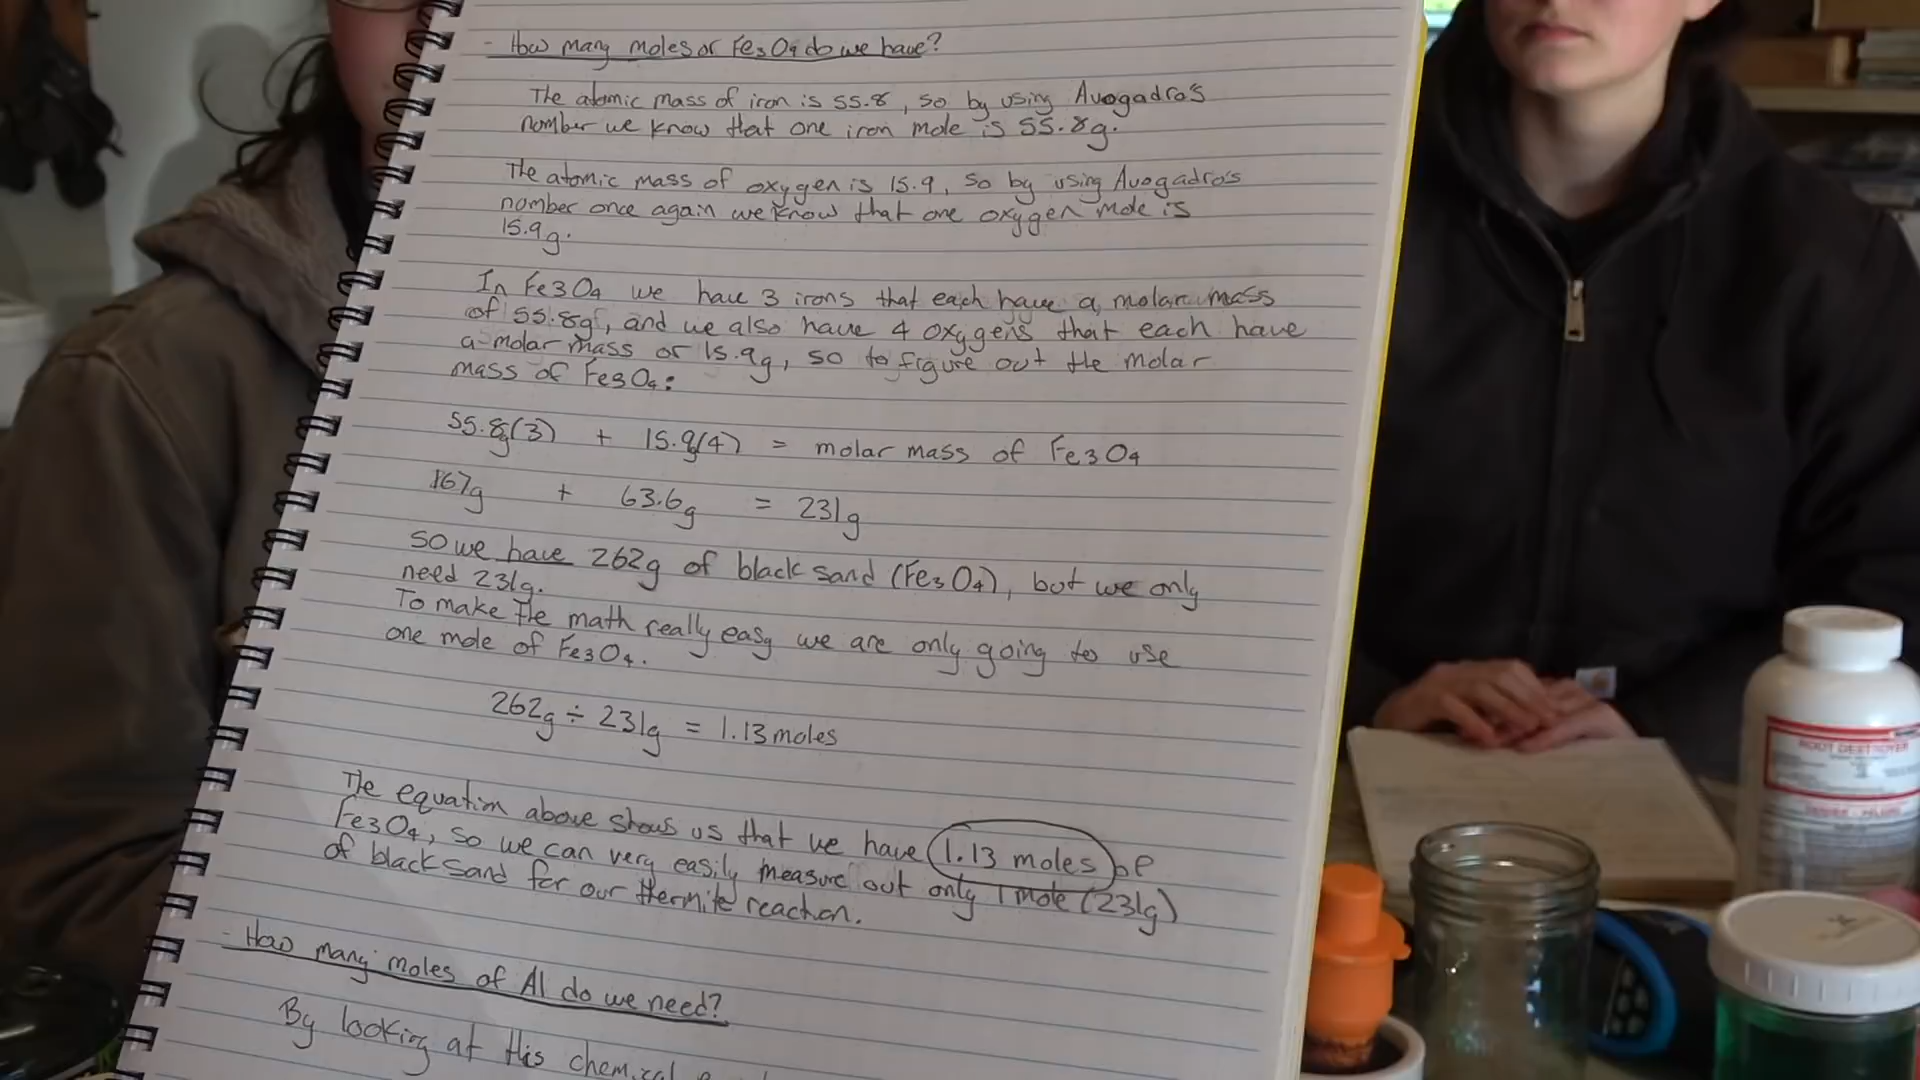 - How many moles or Fe3O4 do we have?
The atomic mass of iron is 55.8, so by using Avogadro's
number we know that one iron mole is 55.8g.
The atomic mass of oxygen is 15.9, so by using Avogadro's
number once again we know that one oxygen mole is
15.9g.
In Fe3O4 we have 3 irons that each have a molar mass
of 55.8g, and we also have 4 oxygens that each have
a molar mass or 15.9g, so to figure out the molar
mass of Fe3O4:
55.8g(3) + 15.9g(4) = molar mass of Fe3O4
167g + 63.6g = 231g
So we have 262g of black sand (Fe3O4), but we only
need 231g.
To make the math really easy we are only going to use
one mole of Fe3O4.
262g ÷ 231g = 1.13 moles
The equation above shows us that we have 1.13 moles of
Fe3O4, so we can very easily measure out only 1 mole (231g)
of black sand for our thermite reaction.
- How many moles of Al do we need?
By looking at this chemical
ROOT DESTROYER